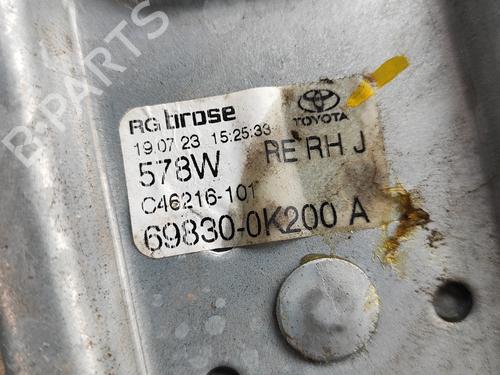 B PARTS
RG brose
TOYOTA
19.07.23 15:25:33
578W RE RH J
C46216-101
69830-0K200 A